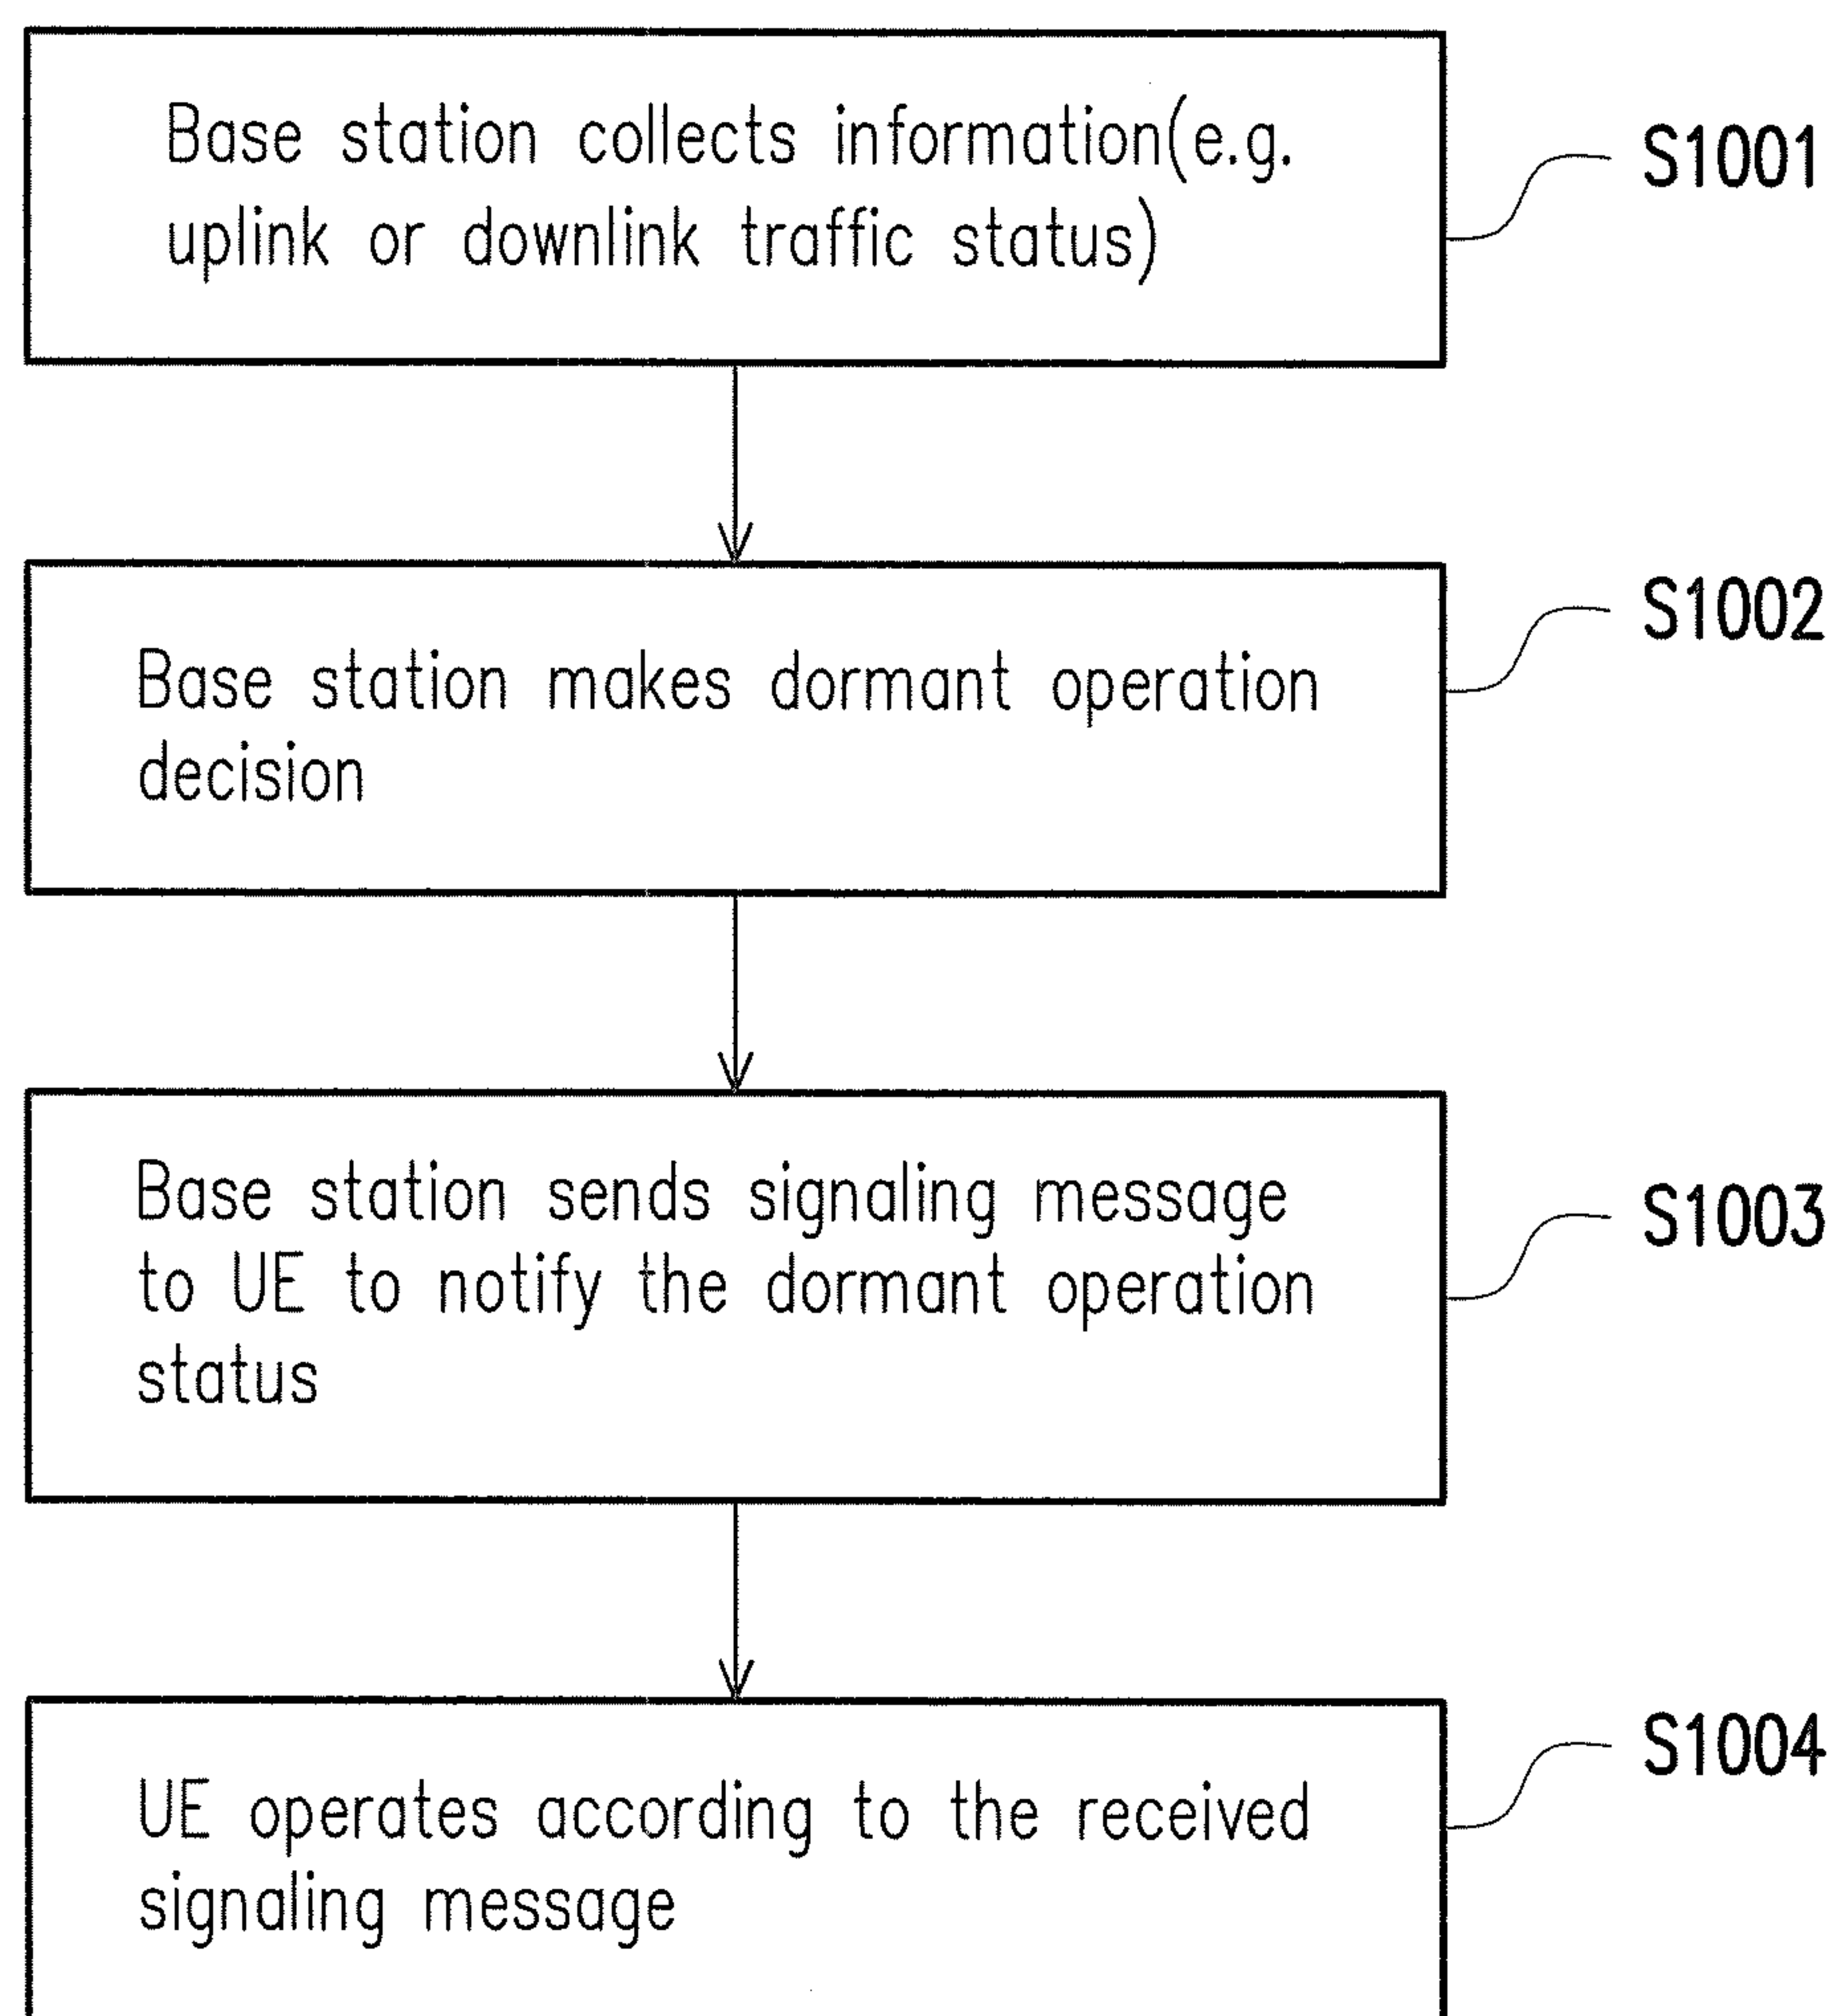 Base station collects information(e.g.
uplink or downlink traffic status)
S1001
Base station makes dormant operation
decision
S1002
Base station sends signaling message
to UE to notify the dormant operation
status
S1003
UE operates according to the received
signaling message
S1004